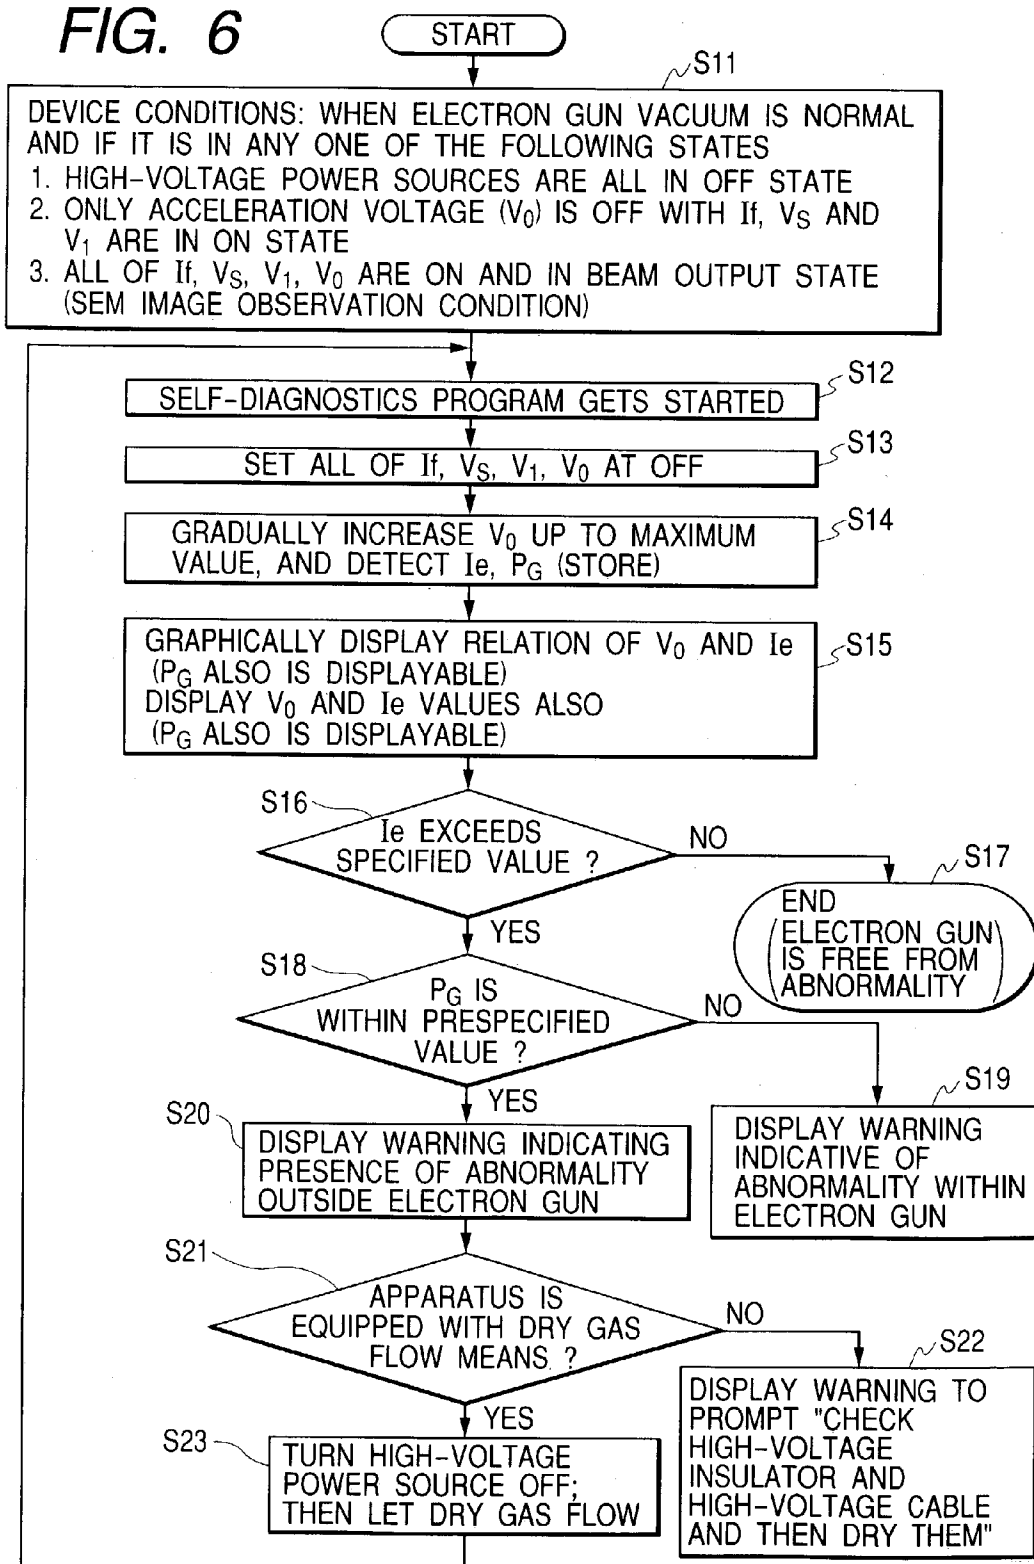 FIG. 6
START
S11
DEVICE CONDITIONS: WHEN ELECTRON GUN VACUUM IS NORMAL
AND IF IT IS IN ANY ONE OF THE FOLLOWING STATES
1. HIGH-VOLTAGE POWER SOURCES ARE ALL IN OFF STATE
2. ONLY ACCELERATION VOLTAGE (V0) IS OFF WITH If, VS AND
V1 ARE IN ON STATE
3. ALL OF If, VS, V1, V0 ARE ON AND IN BEAM OUTPUT STATE
(SEM IMAGE OBSERVATION CONDITION)
S12
SELF-DIAGNOSTICS PROGRAM GETS STARTED
S13
SET ALL OF If, VS, V1, V0 AT OFF
S14
GRADUALLY INCREASE V0 UP TO MAXIMUM
VALUE, AND DETECT Ie, PG (STORE)
S15
GRAPHICALLY DISPLAY RELATION OF V0 AND Ie
(PG ALSO IS DISPLAYABLE)
DISPLAY V0 AND Ie VALUES ALSO
(PG ALSO IS DISPLAYABLE)
S16
Ie EXCEEDS
SPECIFIED VALUE ?
NO
YES
S17
END
(ELECTRON GUN
IS FREE FROM
ABNORMALITY)
S18
PG IS
WITHIN PRESPECIFIED
VALUE ?
NO
YES
S19
DISPLAY WARNING
INDICATIVE OF
ABNORMALITY WITHIN
ELECTRON GUN
S20
DISPLAY WARNING INDICATING
PRESENCE OF ABNORMALITY
OUTSIDE ELECTRON GUN
S21
APPARATUS IS
EQUIPPED WITH DRY GAS
FLOW MEANS ?
NO
YES
S22
DISPLAY WARNING TO
PROMPT "CHECK
HIGH-VOLTAGE
INSULATOR AND
HIGH-VOLTAGE CABLE
AND THEN DRY THEM"
S23
TURN HIGH-VOLTAGE
POWER SOURCE OFF;
THEN LET DRY GAS FLOW